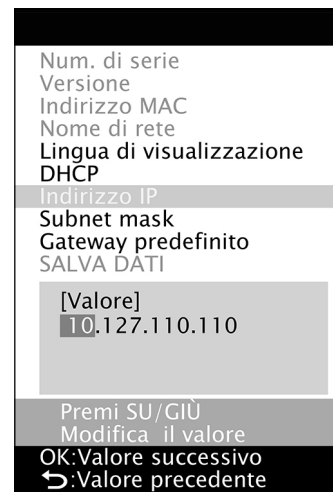 Num. di serie
Versione
Indirizzo MAC
Nome di rete
Lingua di visualizzazione
DHCP
Indirizzo IP
Subnet mask
Gateway predefinito
SALVA DATI
[Valore]
10.127.110.110
Premi SU/GIÙ
Modifica il valore
OK:Valore successivo
⮌:Valore precedente